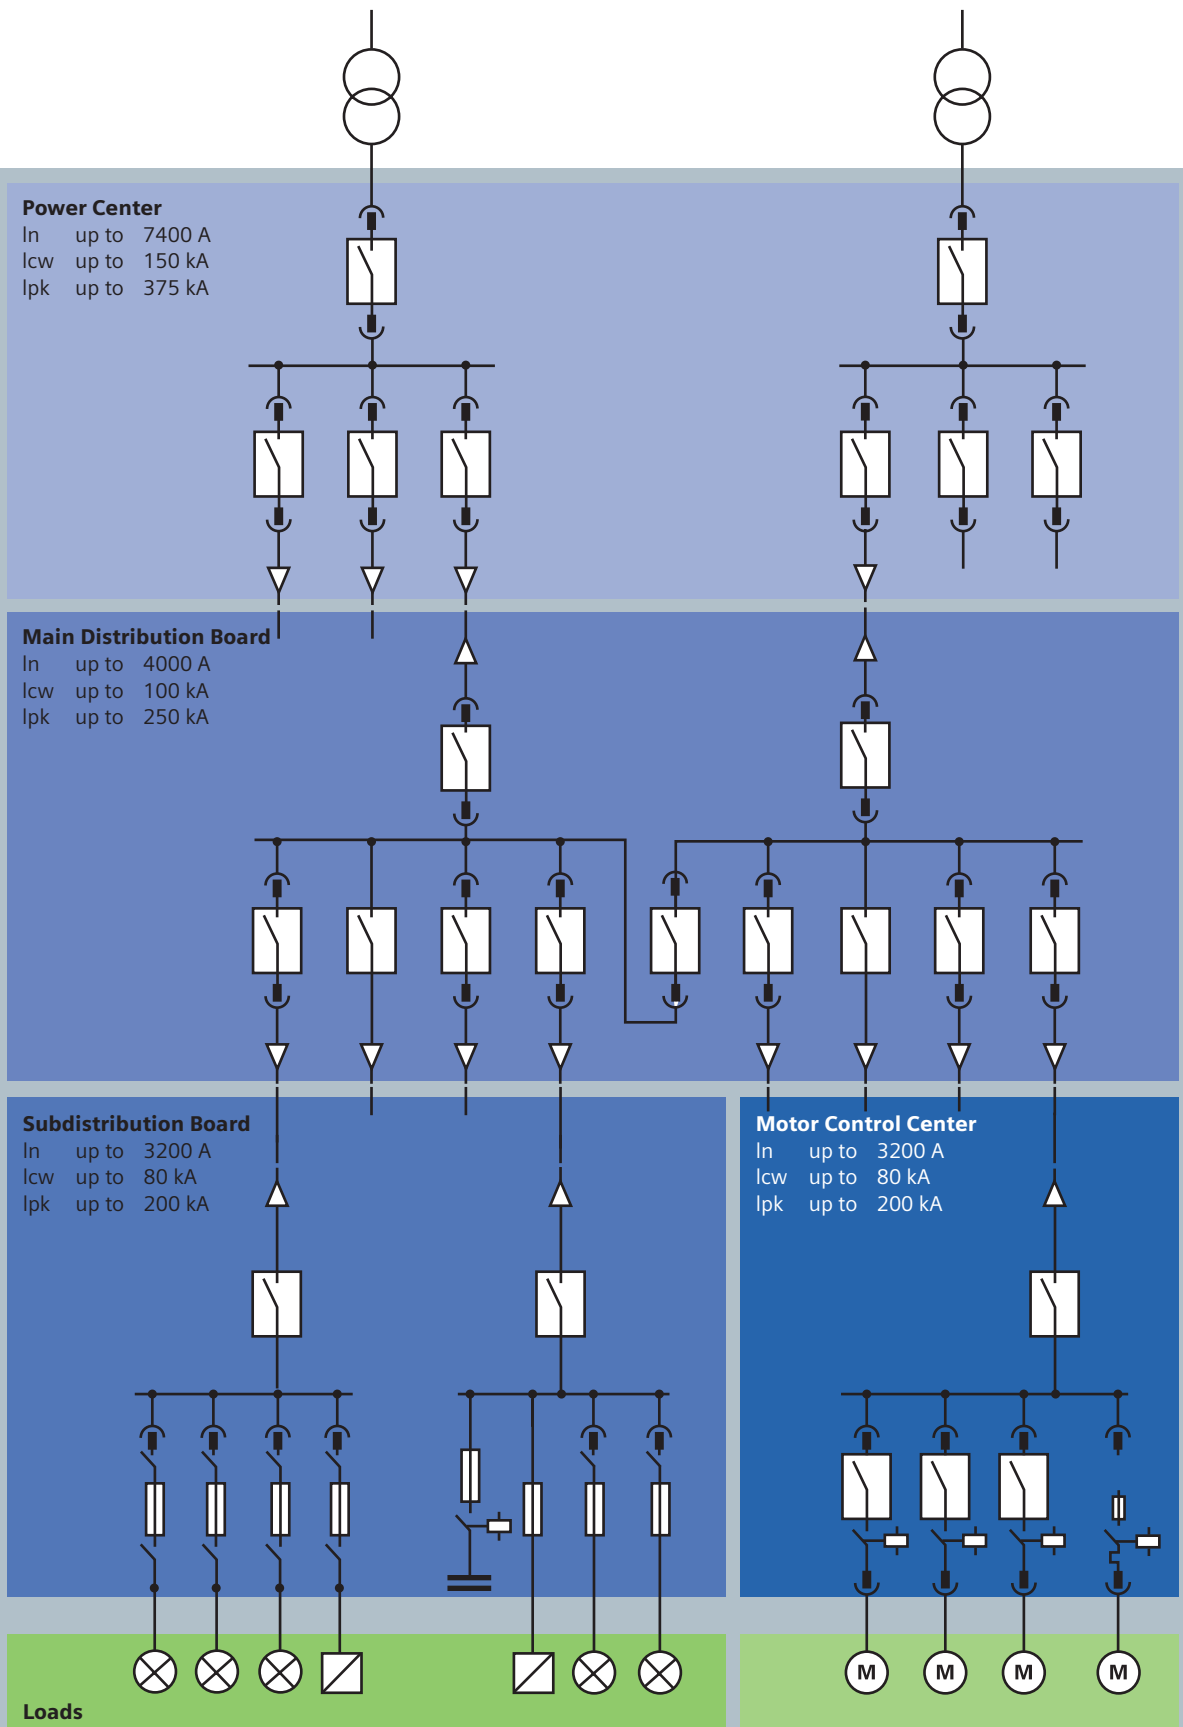 Power Center
In up to 7400 A
Icw up to 150 kA
Ipk up to 375 kA
Main Distribution Board
In up to 4000 A
Icw up to 100 kA
Ipk up to 250 kA
Subdistribution Board
In up to 3200 A
Icw up to 80 kA
Ipk up to 200 kA
Motor Control Center
In up to 3200 A
Icw up to 80 kA
Ipk up to 200 kA
M M M M
Loads